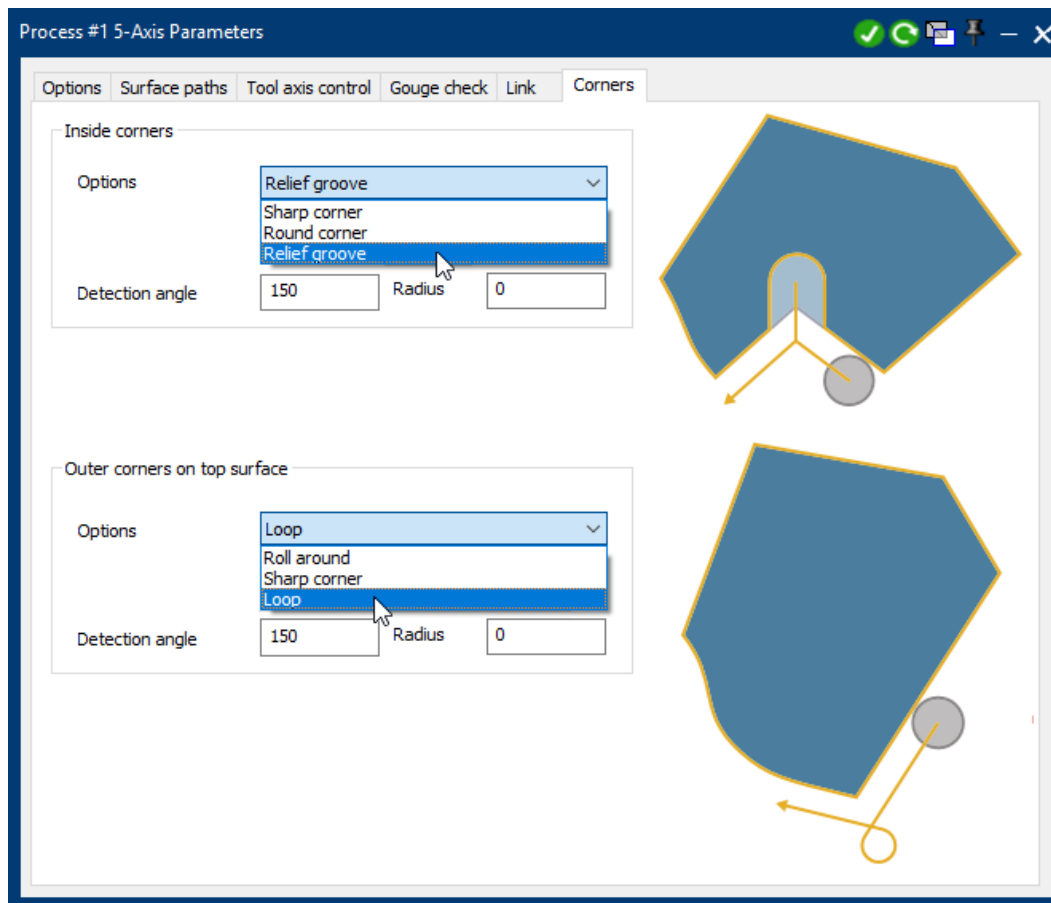 Process #1 5-Axis Parameters
Options Surface paths Tool axis control Gouge check Link Corners
Inside corners
Options Relief groove
Sharp corner
Round corner
Relief groove
Detection angle 150 Radius 0
Outer corners on top surface
Options Loop
Roll around
Sharp corner
Loop
Detection angle 150 Radius 0